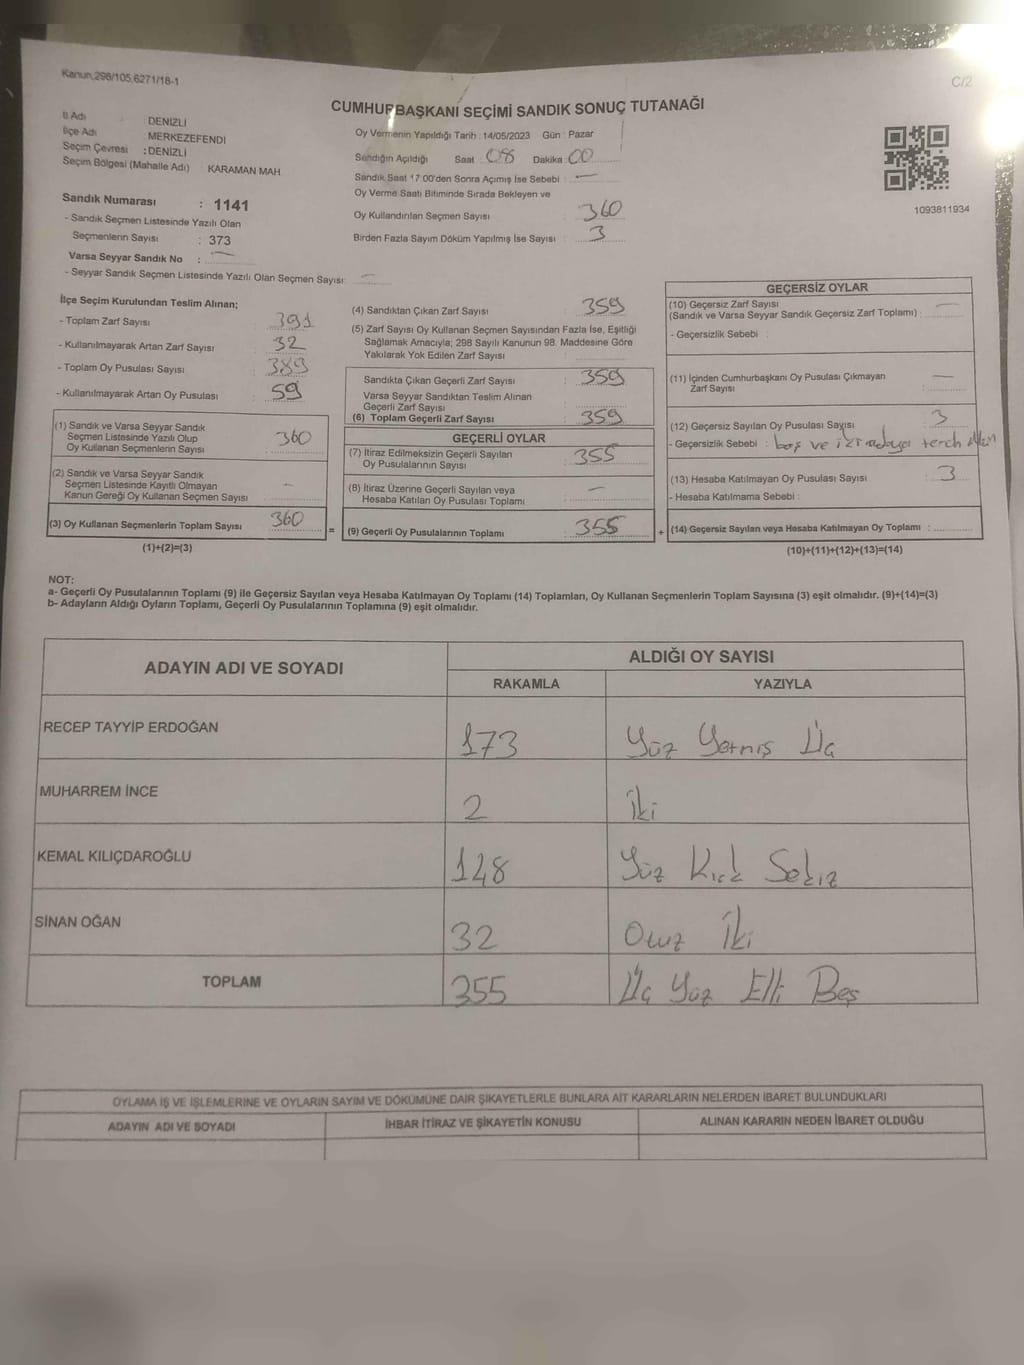 Kanun,298/105,6271/18-1
C/2
CUMHURBAŞKANI SEÇİMİ SANDIK SONUÇ TUTANAĞI
İl Adı : DENİZLİ
İlçe Adı : MERKEZEFENDİ
Seçim Çevresi : DENİZLİ
Seçim Bölgesi (Mahalle Adı) KARAMAN MAH
Oy Vermenin Yapıldığı Tarih : 14/05/2023 Gün : Pazar
Sandığın Açıldığı Saat : 08 Dakika : 00
Sandık Saat 17:00'den Sonra Açımış İse Sebebi : —
Oy Verme Saati Bitiminde Sırada Bekleyen ve
Oy Kullandırılan Seçmen Sayısı : 360
Birden Fazla Sayım Döküm Yapılmış İse Sayısı : 3
1093811934
Sandık Numarası : 1141
- Sandık Seçmen Listesinde Yazılı Olan
Seçmenlerin Sayısı : 373
Varsa Seyyar Sandık No : —
- Seyyar Sandık Seçmen Listesinde Yazılı Olan Seçmen Sayısı: —
İlçe Seçim Kurulundan Teslim Alınan;
- Toplam Zarf Sayısı : 391
- Kullanılmayarak Artan Zarf Sayısı : 32
- Toplam Oy Pusulası Sayısı : 389
- Kullanılmayarak Artan Oy Pusulası : 59
(1) Sandık ve Varsa Seyyar Sandık
Seçmen Listesinde Yazılı Olup
Oy Kullanan Seçmenlerin Sayısı : 360
(2) Sandık ve Varsa Seyyar Sandık
Seçmen Listesinde Kayıtlı Olmayan
Kanun Gereği Oy Kullanan Seçmen Sayısı : —
(3) Oy Kullanan Seçmenlerin Toplam Sayısı : 360
(1)+(2)=(3)
=
(4) Sandıktan Çıkan Zarf Sayısı : 359
(5) Zarf Sayısı Oy Kullanan Seçmen Sayısından Fazla İse, Eşitliği
Sağlamak Amacıyla; 298 Sayılı Kanunun 98. Maddesine Göre
Yakılarak Yok Edilen Zarf Sayısı :
Sandıkta Çıkan Geçerli Zarf Sayısı : 359
Varsa Seyyar Sandıktan Teslim Alınan
Geçerli Zarf Sayısı :
(6) Toplam Geçerli Zarf Sayısı : 359
GEÇERLİ OYLAR
(7) İtiraz Edilmeksizin Geçerli Sayılan
Oy Pusulalarının Sayısı : 355
(8) İtiraz Üzerine Geçerli Sayılan veya
Hesaba Katılan Oy Pusulası Toplamı : —
(9) Geçerli Oy Pusulalarının Toplamı : 355
+
GEÇERSİZ OYLAR
(10) Geçersiz Zarf Sayısı
(Sandık ve Varsa Seyyar Sandık Geçersiz Zarf Toplamı) : —
- Geçersizlik Sebebi :
(11) İçinden Cumhurbaşkanı Oy Pusulası Çıkmayan
Zarf Sayısı : —
(12) Geçersiz Sayılan Oy Pusulası Sayısı : 3
- Geçersizlik Sebebi : boş ve
(13) Hesaba Katılmayan Oy Pusulası Sayısı : 3
- Hesaba Katılmama Sebebi :
(14) Geçersiz Sayılan veya Hesaba Katılmayan Oy Toplamı :
(10)+(11)+(12)+(13)=(14)
NOT:
a- Geçerli Oy Pusulalarının Toplamı (9) ile Geçersiz Sayılan veya Hesaba Katılmayan Oy Toplamı (14) Toplamları, Oy Kullanan Seçmenlerin Toplam Sayısına (3) eşit olmalıdır. (9)+(14)=(3)
b- Adayların Aldığı Oyların Toplamı, Geçerli Oy Pusulalarının Toplamına (9) eşit olmalıdır.
ADAYIN ADI VE SOYADI ALDIĞI OY SAYISI
RAKAMLA YAZIYLA
RECEP TAYYİP ERDOĞAN 173 Yüz Yetmiş Üç
MUHARREM İNCE 2 İki
KEMAL KILIÇDAROĞLU 148 Yüz Kırk Sekiz
SİNAN OĞAN 32 Otuz İki
TOPLAM 355 Üç Yüz Elli Beş
OYLAMA İŞ VE İŞLEMLERİNE VE OYLARIN SAYIM VE DÖKÜMÜNE DAİR ŞİKAYETLERLE BUNLARA AİT KARARLARIN NELERDEN İBARET BULUNDUKLARI
ADAYIN ADI VE SOYADI İHBAR İTİRAZ VE ŞİKAYETİN KONUSU ALINAN KARARIN NEDEN İBARET OLDUĞU